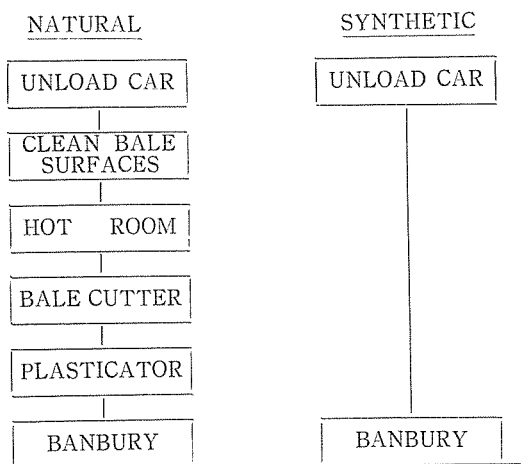 NATURAL
UNLOAD CAR
CLEAN BALE
SURFACES
HOT ROOM
BALE CUTTER
PLASTICATOR
BANBURY
SYNTHETIC
UNLOAD CAR
BANBURY